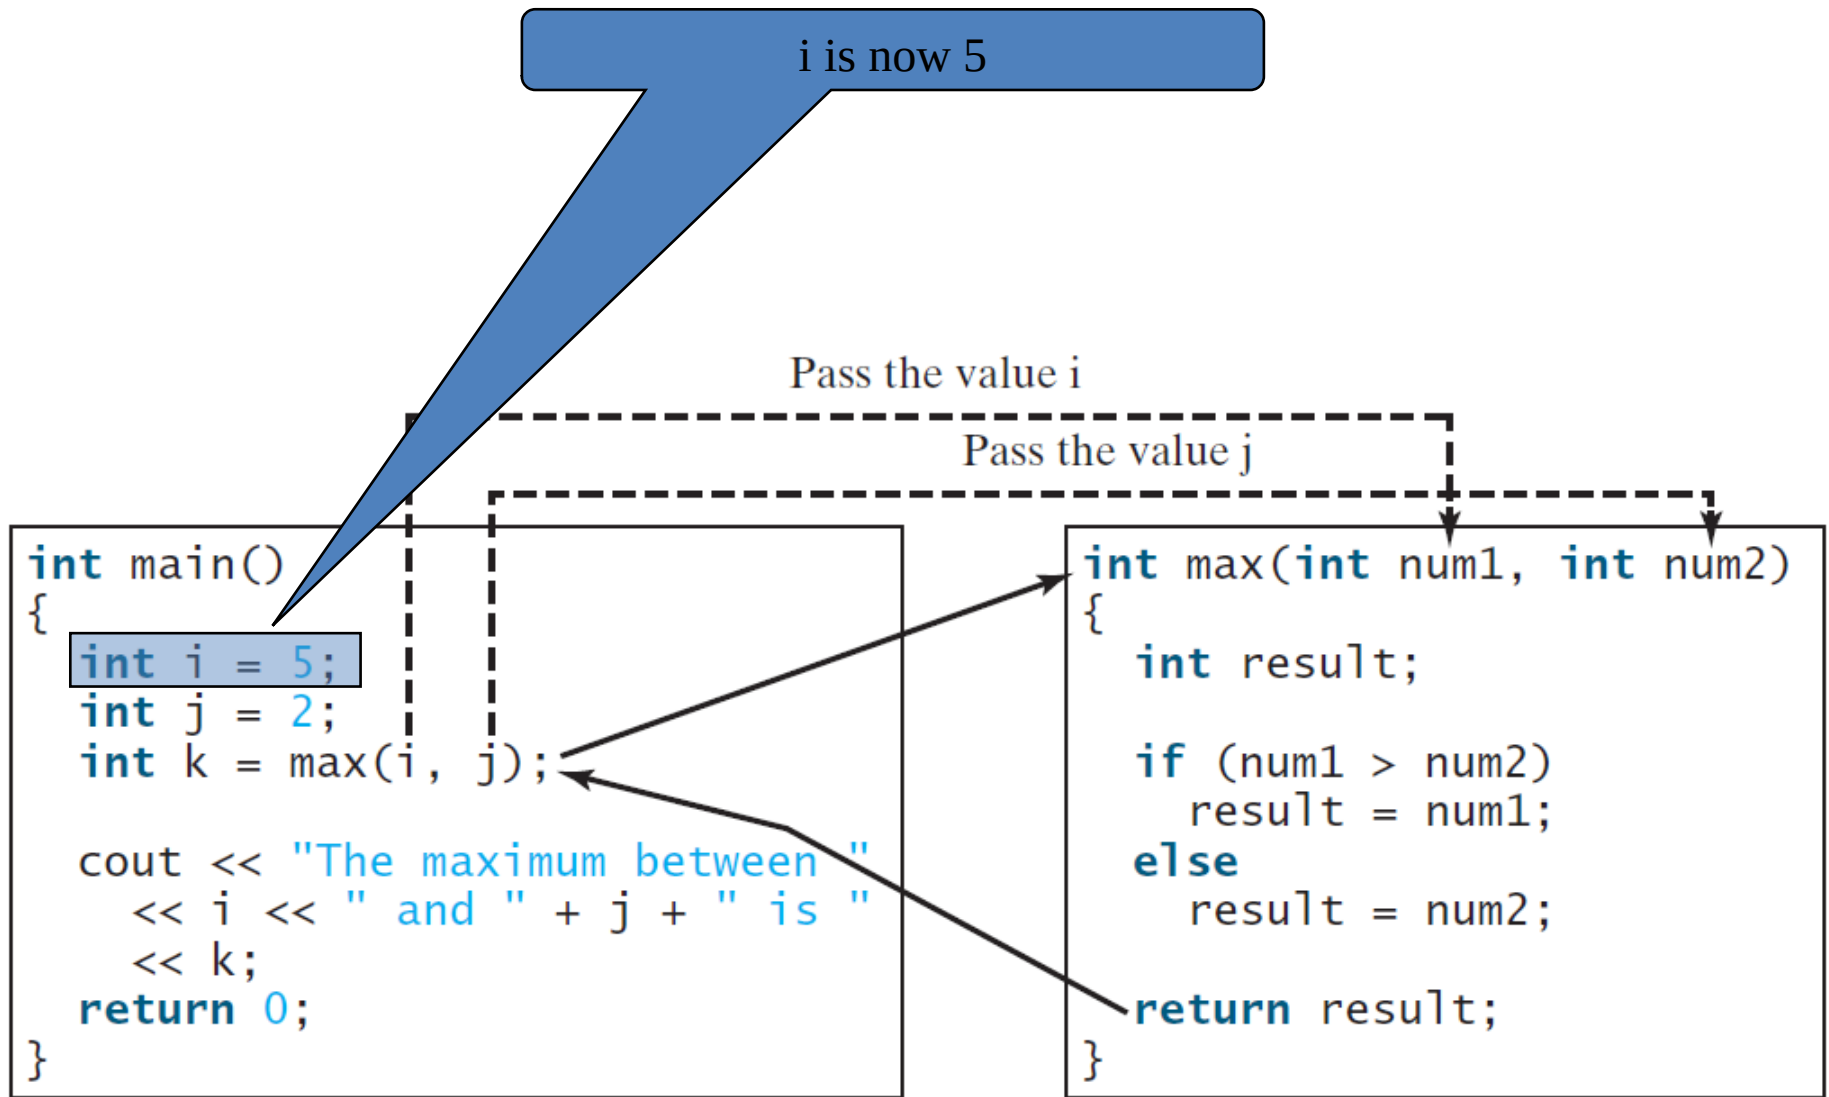 i is now 5
Pass the value i
Pass the value j
int main()
{
int i = 5;
int j = 2;
int k = max(i, j);
cout << "The maximum between "
<< i << " and " + j + " is "
<< k;
return 0;
}
int max(int num1, int num2)
{
int result;
if (num1 > num2)
result = num1;
else
result = num2;
return result;
}